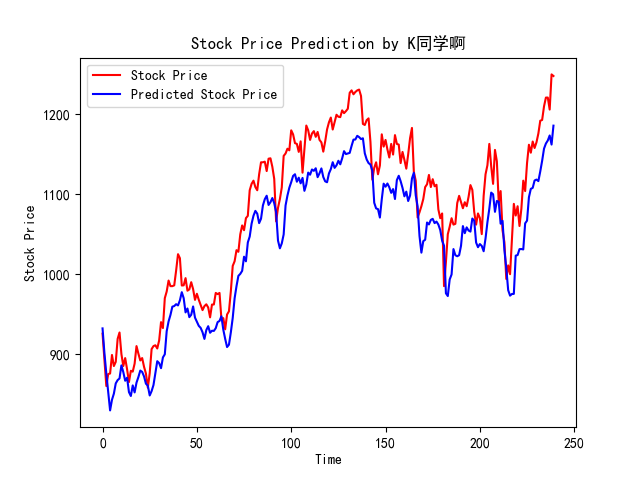 Stock Price Prediction by K同学啊
Stock Price
Predicted Stock Price
Stock Price
1200
1100
1000
900
0
50
100
150
200
250
Time